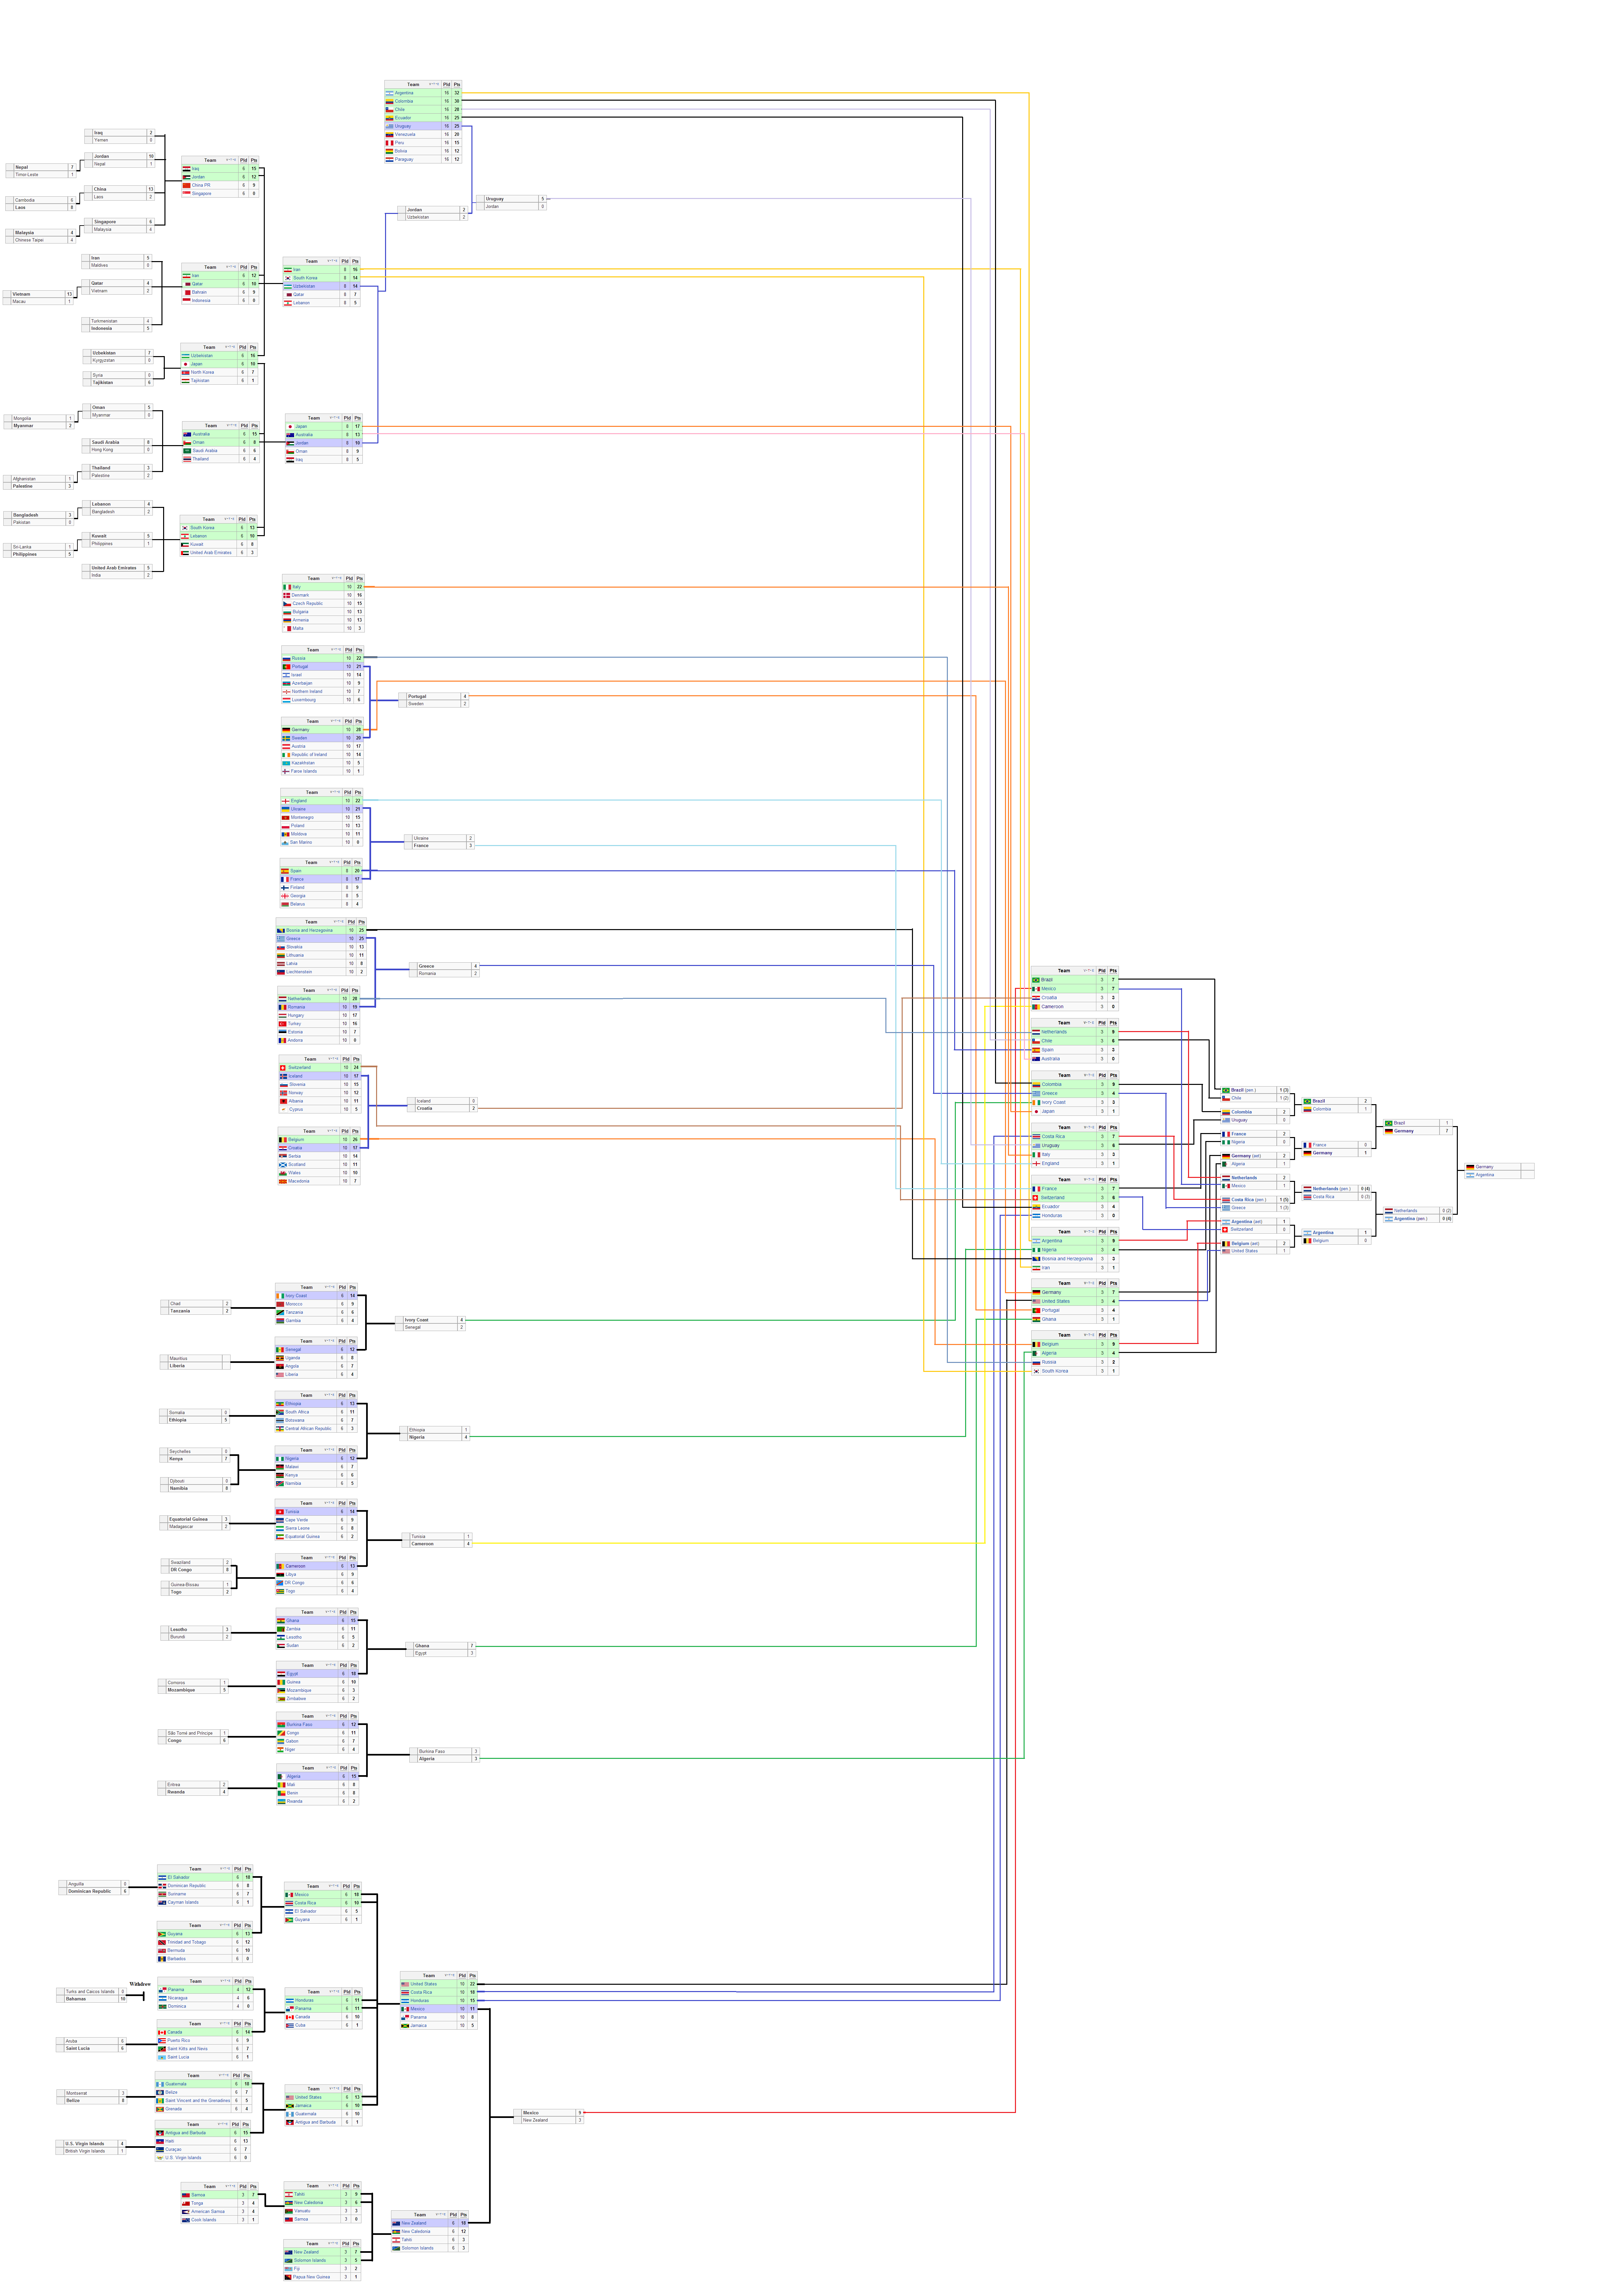 Team Pld Pts
Argentina 16 32
Colombia 16 30
Chile 16 28
Ecuador 16 25
Uruguay 16 25
Venezuela 16 20
Peru 16 15
Bolivia 16 12
Paraguay 16 12
Nepal 7
Timor-Leste 1
Cambodia 6
Laos 8
Malaysia 4
Chinese Taipei 4
Vietnam 13
Macau 1
Mongolia 1
Myanmar 2
Afghanistan 1
Palestine 3
Bangladesh 3
Pakistan 0
Sri Lanka 1
Philippines 5
Iraq 2
Yemen 0
Jordan 10
Nepal 1
China 13
Laos 2
Singapore 6
Malaysia 4
Iran 5
Maldives 0
Qatar 4
Vietnam 2
Turkmenistan 4
Indonesia 5
Uzbekistan 7
Kyrgyzstan 0
Syria 0
Tajikistan 6
Oman 5
Myanmar 0
Saudi Arabia 8
Hong Kong 0
Thailand 3
Palestine 2
Lebanon 4
Bangladesh 2
Kuwait 5
Philippines 1
United Arab Emirates 5
India 2
Team Pld Pts
Iraq 6 15
Jordan 6 12
China PR 6 9
Singapore 6 0
Team Pld Pts
Iran 6 12
Qatar 6 10
Bahrain 6 9
Indonesia 6 0
Team Pld Pts
Uzbekistan 6 16
Japan 6 10
North Korea 6 7
Tajikistan 6 1
Team Pld Pts
Australia 6 15
Oman 6 8
Saudi Arabia 6 6
Thailand 6 4
Team Pld Pts
South Korea 6 13
Lebanon 6 10
Kuwait 6 8
United Arab Emirates 6 3
Team Pld Pts
Iran 8 16
South Korea 8 14
Uzbekistan 8 14
Qatar 8 7
Lebanon 8 5
Team Pld Pts
Japan 8 17
Australia 8 13
Jordan 8 10
Oman 8 9
Iraq 8 5
Jordan 2
Uzbekistan 2
Uruguay 5
Jordan 0
Team Pld Pts
Italy 10 22
Denmark 10 16
Czech Republic 10 15
Bulgaria 10 13
Armenia 10 13
Malta 10 3
Team Pld Pts
Russia 10 22
Portugal 10 21
Israel 10 14
Azerbaijan 10 9
Northern Ireland 10 7
Luxembourg 10 6
Team Pld Pts
Germany 10 28
Sweden 10 20
Austria 10 17
Republic of Ireland 10 14
Kazakhstan 10 5
Faroe Islands 10 1
Portugal 4
Sweden 2
Team Pld Pts
England 10 22
Ukraine 10 21
Montenegro 10 15
Poland 10 13
Moldova 10 11
San Marino 10 0
Team Pld Pts
Spain 8 20
France 8 17
Finland 8 9
Georgia 8 5
Belarus 8 4
Ukraine 2
France 3
Team Pld Pts
Bosnia and Herzegovina 10 25
Greece 10 25
Slovakia 10 13
Lithuania 10 11
Latvia 10 8
Liechtenstein 10 2
Team Pld Pts
Netherlands 10 28
Romania 10 19
Hungary 10 17
Turkey 10 16
Estonia 10 7
Andorra 10 0
Greece 4
Romania 2
Team Pld Pts
Switzerland 10 24
Iceland 10 17
Slovenia 10 15
Norway 10 12
Albania 10 11
Cyprus 10 5
Team Pld Pts
Belgium 10 26
Croatia 10 17
Serbia 10 14
Scotland 10 11
Wales 10 10
Macedonia 10 7
Iceland 0
Croatia 2
Chad 2
Tanzania 2
Mauritius
Liberia
Team Pld Pts
Ivory Coast 6 14
Morocco 6 9
Tanzania 6 6
Gambia 6 4
Team Pld Pts
Senegal 6 12
Uganda 6 8
Angola 6 7
Liberia 6 4
Ivory Coast 4
Senegal 2
Somalia 0
Ethiopia 5
Seychelles 0
Kenya 7
Djibouti 0
Namibia 8
Team Pld Pts
Ethiopia 6 13
South Africa 6 11
Botswana 6 7
Central African Republic 6 3
Team Pld Pts
Nigeria 6 12
Malawi 6 7
Kenya 6 6
Namibia 6 5
Ethiopia 1
Nigeria 4
Equatorial Guinea 3
Madagascar 2
Swaziland 2
DR Congo 8
Guinea-Bissau 1
Togo 2
Team Pld Pts
Tunisia 6 14
Cape Verde 6 9
Sierra Leone 6 8
Equatorial Guinea 6 2
Team Pld Pts
Cameroon 6 13
Libya 6 9
DR Congo 6 6
Togo 6 4
Tunisia 1
Cameroon 4
Lesotho 3
Burundi 2
Comoros 1
Mozambique 5
Team Pld Pts
Ghana 6 15
Zambia 6 11
Lesotho 6 5
Sudan 6 2
Team Pld Pts
Egypt 6 18
Guinea 6 10
Mozambique 6 3
Zimbabwe 6 2
Ghana 7
Egypt 3
São Tomé and Príncipe 1
Congo 6
Eritrea 2
Rwanda 4
Team Pld Pts
Burkina Faso 6 12
Congo 6 11
Gabon 6 7
Niger 6 4
Team Pld Pts
Algeria 6 15
Mali 6 8
Benin 6 8
Rwanda 6 2
Burkina Faso 3
Algeria 3
Anguilla 0
Dominican Republic 6
Turks and Caicos Islands 0
Bahamas 10
Withdrew
Aruba 6
Saint Lucia 6
Montserrat 3
Belize 8
U.S. Virgin Islands 4
British Virgin Islands 1
Team Pld Pts
El Salvador 6 18
Dominican Republic 6 8
Suriname 6 7
Cayman Islands 6 1
Team Pld Pts
Guyana 6 13
Trinidad and Tobago 6 12
Bermuda 6 10
Barbados 6 0
Team Pld Pts
Panama 4 12
Nicaragua 4 6
Dominica 4 0
Team Pld Pts
Canada 6 14
Puerto Rico 6 9
Saint Kitts and Nevis 6 7
Saint Lucia 6 1
Team Pld Pts
Guatemala 6 18
Belize 6 7
Saint Vincent and the Grenadines 6 5
Grenada 6 4
Team Pld Pts
Antigua and Barbuda 6 15
Haiti 6 13
Curaçao 6 7
U.S. Virgin Islands 6 0
Team Pld Pts
Mexico 6 18
Costa Rica 6 10
El Salvador 6 5
Guyana 6 1
Team Pld Pts
Honduras 6 11
Panama 6 11
Canada 6 10
Cuba 6 1
Team Pld Pts
United States 6 13
Jamaica 6 10
Guatemala 6 10
Antigua and Barbuda 6 1
Team Pld Pts
United States 10 22
Costa Rica 10 18
Honduras 10 15
Mexico 10 11
Panama 10 8
Jamaica 10 5
Mexico 9
New Zealand 3
Team Pld Pts
Samoa 3 7
Tonga 3 4
American Samoa 3 4
Cook Islands 3 1
Team Pld Pts
Tahiti 3 9
New Caledonia 3 6
Vanuatu 3 3
Samoa 3 0
Team Pld Pts
New Zealand 3 7
Solomon Islands 3 5
Fiji 3 2
Papua New Guinea 3 1
Team Pld Pts
New Zealand 6 18
New Caledonia 6 12
Tahiti 6 3
Solomon Islands 6 3
Team Pld Pts
Brazil 3 7
Mexico 3 7
Croatia 3 3
Cameroon 3 0
Team Pld Pts
Netherlands 3 9
Chile 3 6
Spain 3 3
Australia 3 0
Team Pld Pts
Colombia 3 9
Greece 3 4
Ivory Coast 3 3
Japan 3 1
Team Pld Pts
Costa Rica 3 7
Uruguay 3 6
Italy 3 3
England 3 1
Team Pld Pts
France 3 7
Switzerland 3 6
Ecuador 3 4
Honduras 3 0
Team Pld Pts
Argentina 3 9
Nigeria 3 4
Bosnia and Herzegovina 3 3
Iran 3 1
Team Pld Pts
Germany 3 7
United States 3 4
Portugal 3 4
Ghana 3 1
Team Pld Pts
Belgium 3 9
Algeria 3 4
Russia 3 2
South Korea 3 1
Brazil (pen.) 1 (3)
Chile 1 (2)
Colombia 2
Uruguay 0
France 2
Nigeria 0
Germany (aet) 2
Algeria 1
Netherlands 2
Mexico 1
Costa Rica (pen.) 1 (5)
Greece 1 (3)
Argentina (aet) 1
Switzerland 0
Belgium (aet) 2
United States 1
Brazil 2
Colombia 1
France 0
Germany 1
Netherlands (pen.) 0 (4)
Costa Rica 0 (3)
Argentina 1
Belgium 0
Brazil 1
Germany 7
Netherlands 0 (2)
Argentina (pen.) 0 (4)
Germany
Argentina